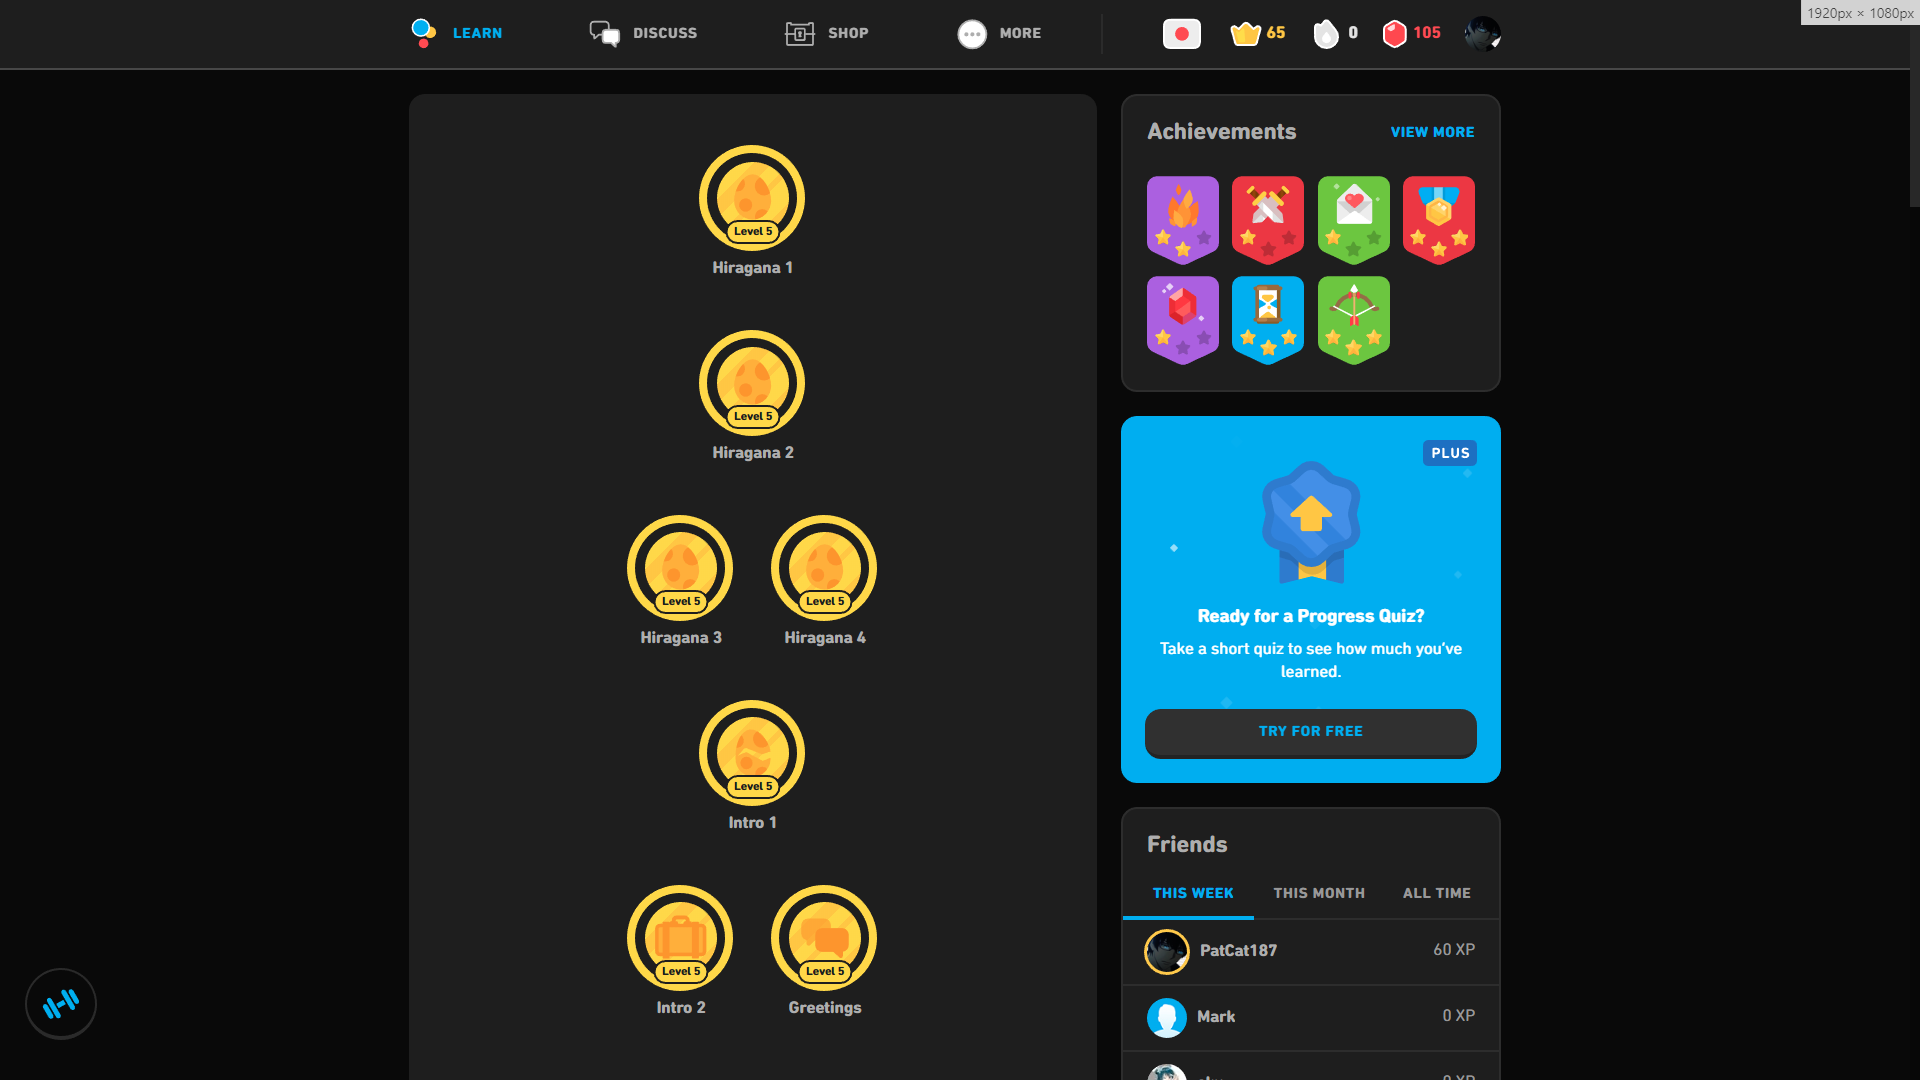 1920px × 1080px
LEARN
DISCUSS
SHOP
MORE
65
0
105
Level 5
Hiragana 1
Level 5
Hiragana 2
Level 5
Level 5
Hiragana 3
Hiragana 4
Level 5
Intro 1
Level 5
Level 5
Intro 2
Greetings
Achievements
VIEW MORE
PLUS
Ready for a Progress Quiz?
Take a short quiz to see how much you've
learned.
TRY FOR FREE
Friends
THIS WEEK
THIS MONTH
ALL TIME
PatCat187
60 XP
Mark
0 XP
0 XP